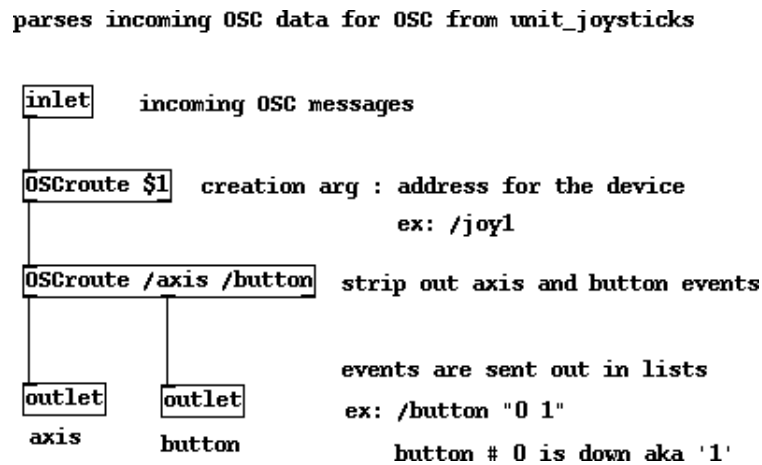 parses incoming OSC data for OSC from unit_joysticks
inlet incoming OSC messages
OSCroute $1 creation arg : address for the device
ex: /joy1
OSCroute /axis /button strip out axis and button events
events are sent out in lists
outlet outlet ex: /button "0 1"
axis button
button # 0 is down aka '1'